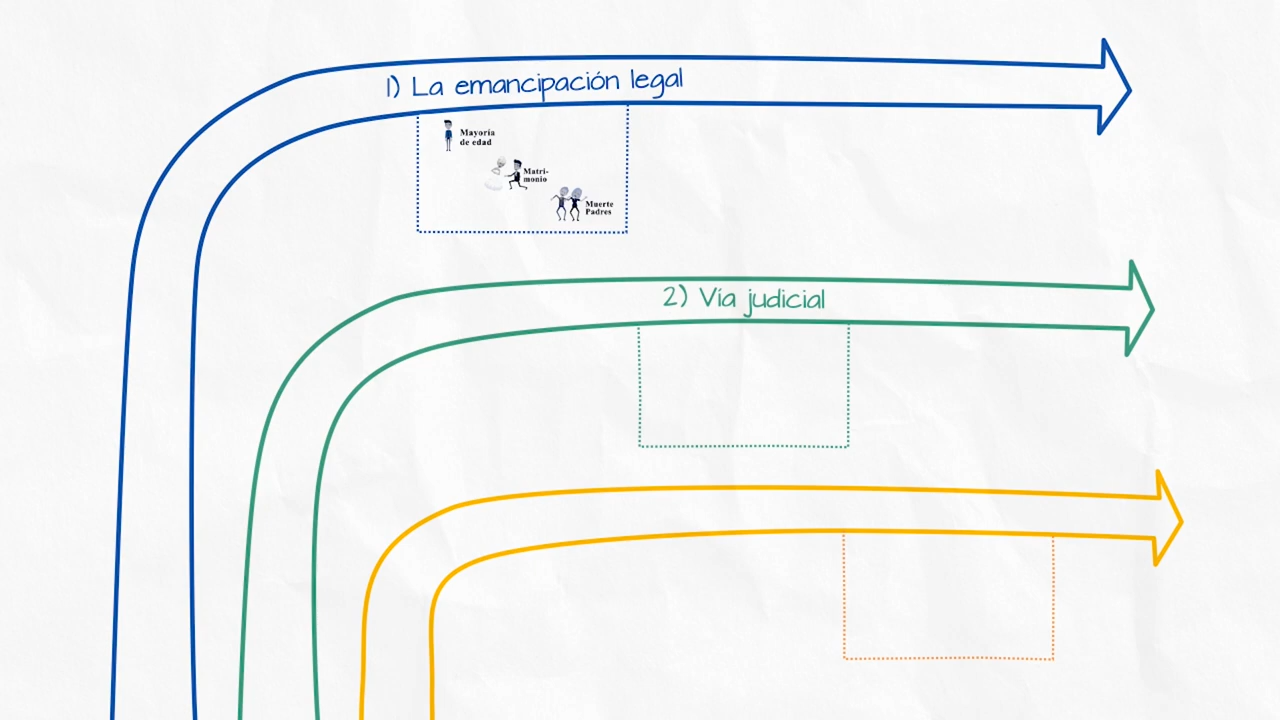 1) La emancipación legal
Mayoría
de edad
Matri-
monio
Muerte
Padres
2) Vía judicial